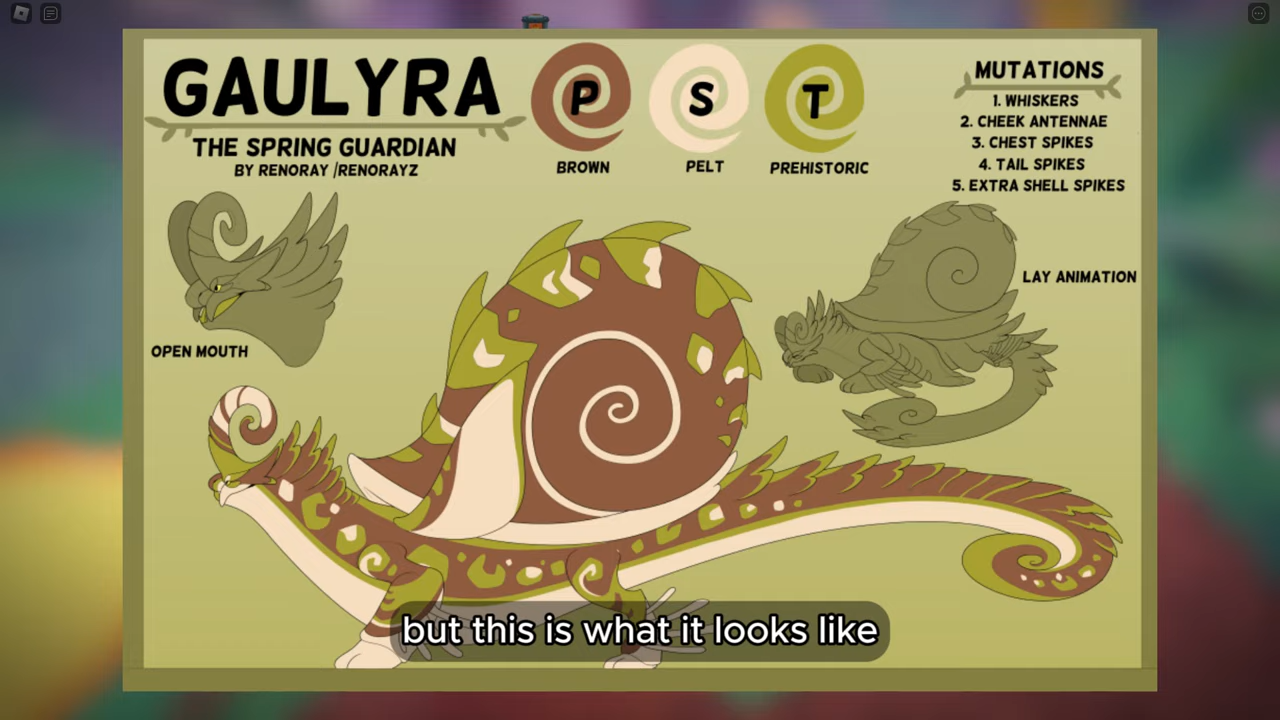 GAULYRA
THE SPRING GUARDIAN
BY RENORAY /RENORAYZ
P
BROWN
S
PELT
T
PREHISTORIC
MUTATIONS
1. WHISKERS
2. CHEEK ANTENNAE
3. CHEST SPIKES
4. TAIL SPIKES
5. EXTRA SHELL SPIKES
OPEN MOUTH
LAY ANIMATION
but this is what it looks like